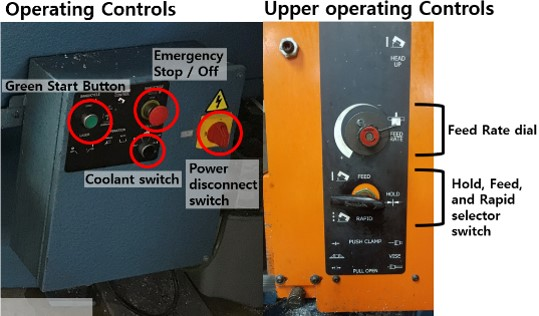 Operating Controls
Upper operating Controls
Emergency
Stop / Off
Green Start Button
Coolant switch
Power
disconnect
switch
HEAD
UP
FEED
RATE
Feed Rate dial
FEED
HOLD
RAPID
Hold, Feed,
and Rapid
selector
switch
PUSH CLAMP
VISE
PULL OPEN